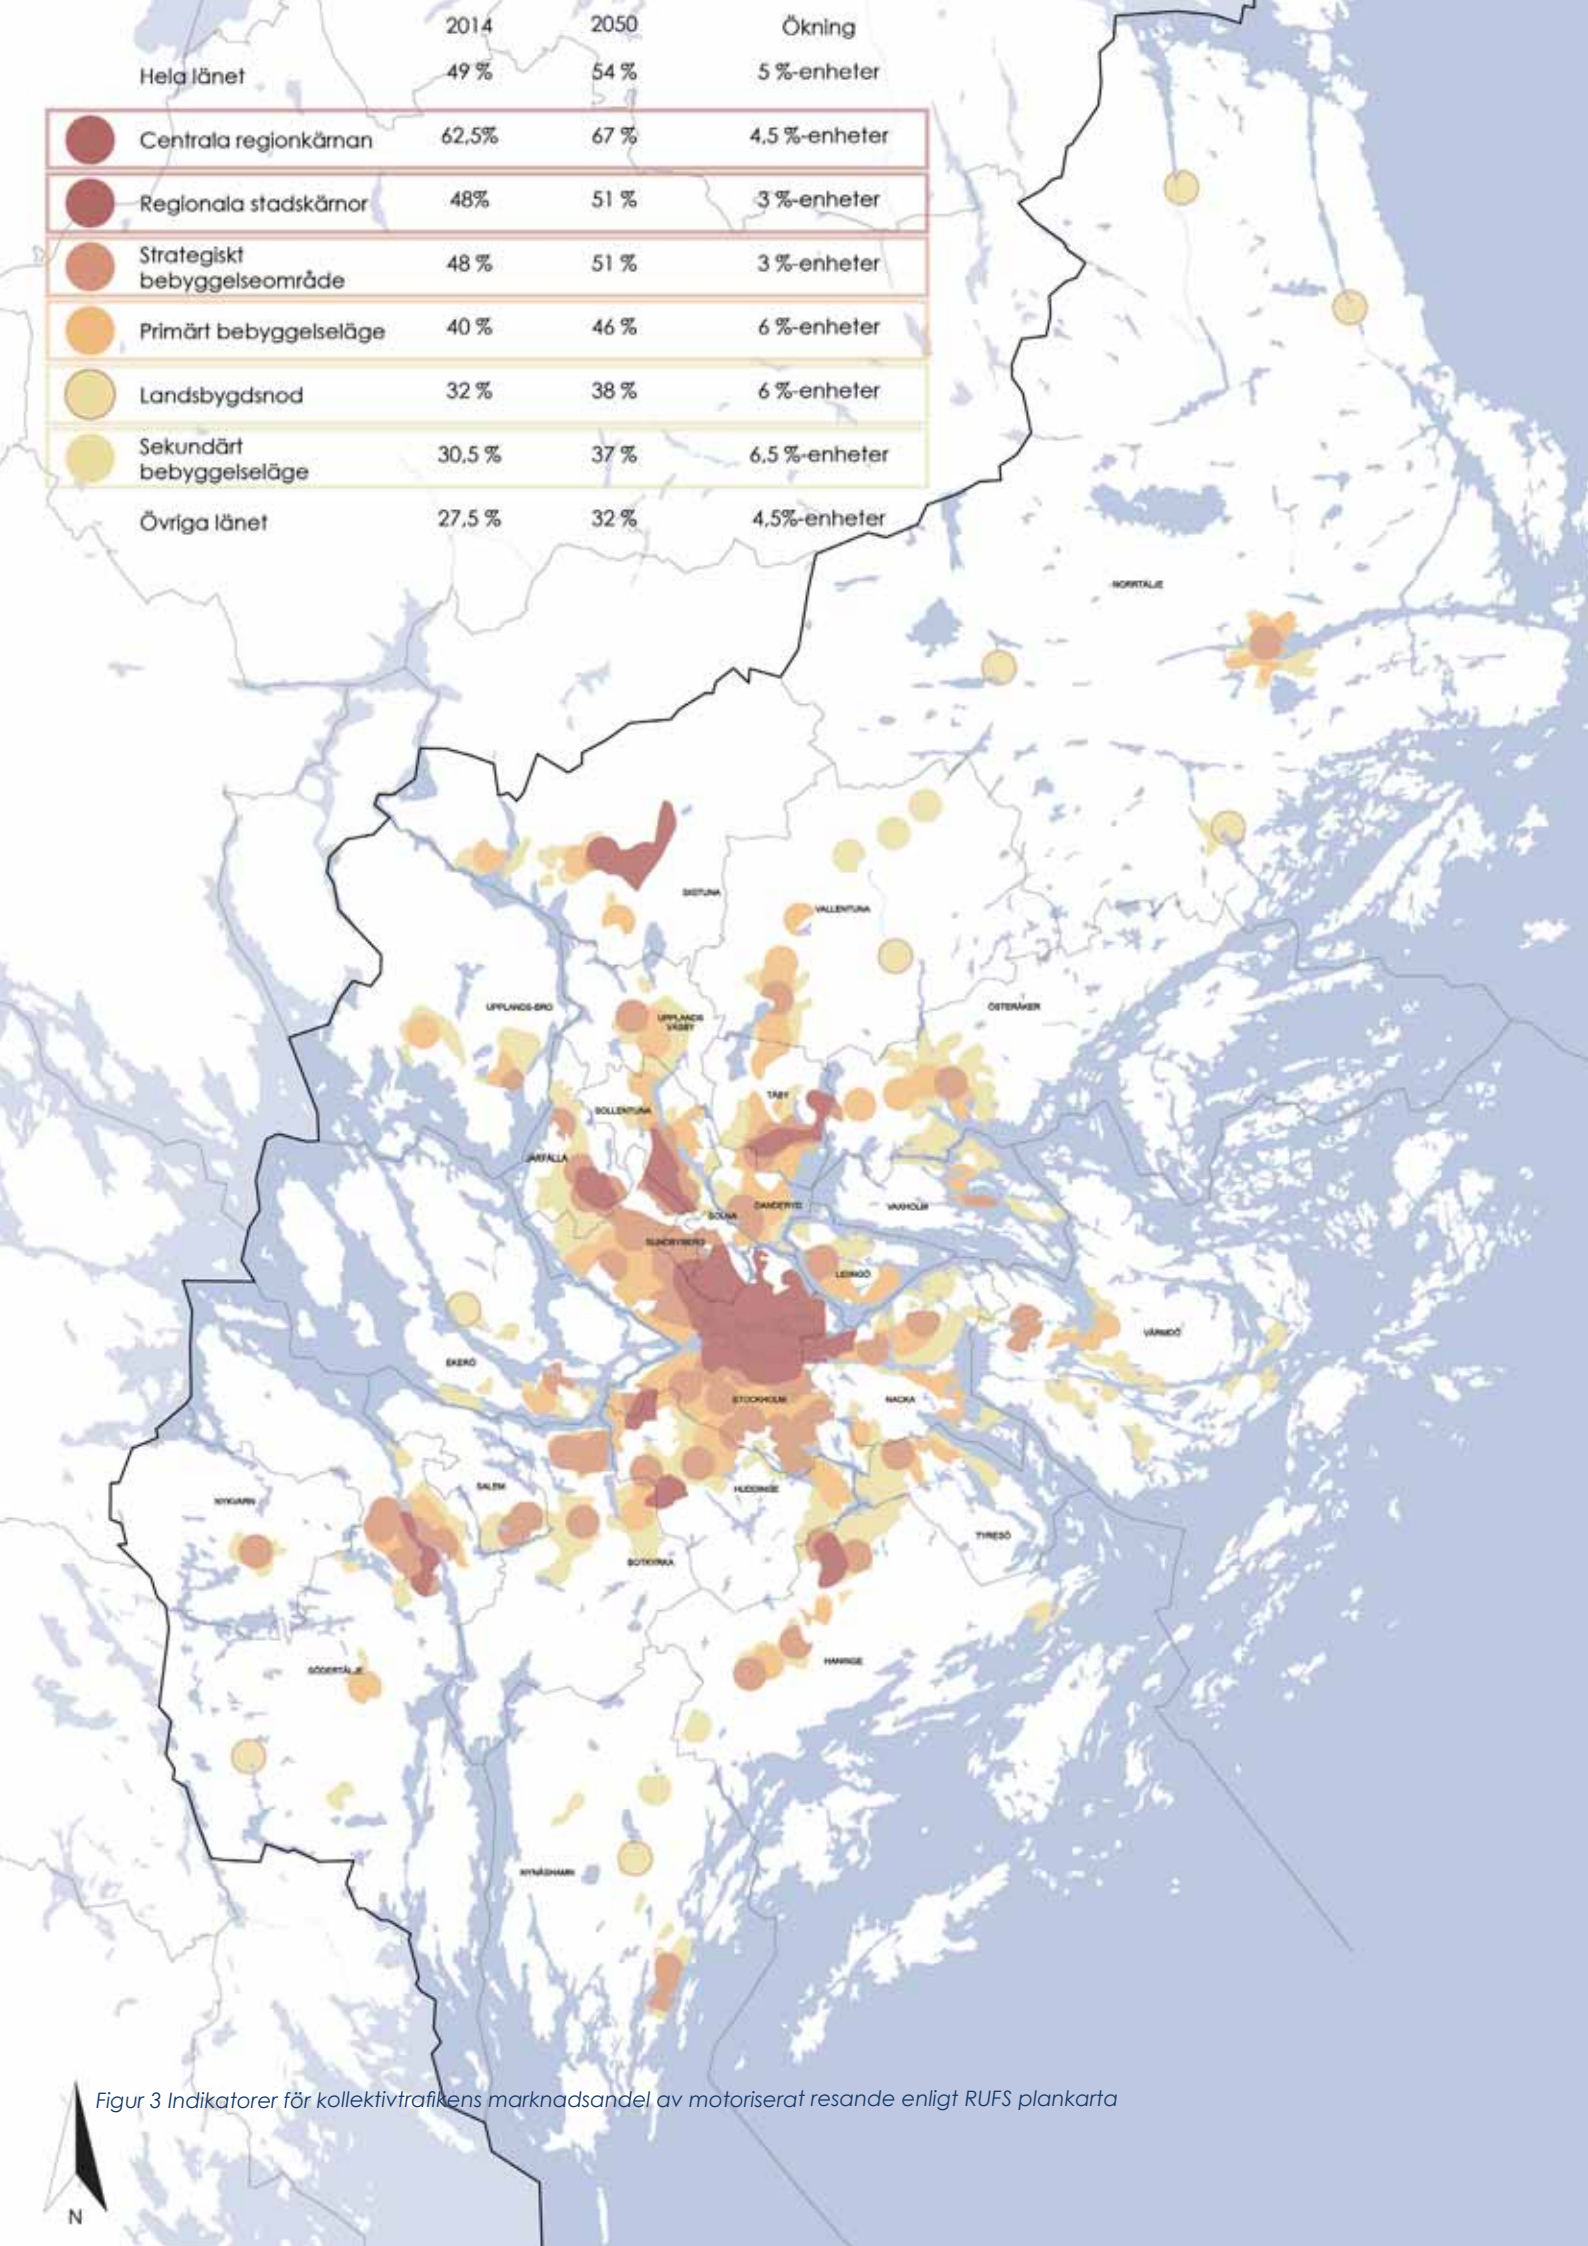 2014 2050 Ökning
Hela länet 49 % 54 % 5 %-enheter
Centrala regionkärnan 62,5% 67 % 4,5 %-enheter
Regionala stadskärnor 48% 51 % 3 %-enheter
Strategiskt
bebyggelseområde 48 % 51 % 3 %-enheter
Primärt bebyggelseläge 40 % 46 % 6 %-enheter
Landsbygdsnod 32 % 38 % 6 %-enheter
Sekundärt
bebyggelseläge 30,5 % 37 % 6,5 %-enheter
Övriga länet 27,5 % 32 % 4,5%-enheter
NORRTÄLJE
SIGTUNA
VALLENTUNA
UPPLANDS-BRO
UPPLANDS
VÄSBY
ÖSTERÅKER
TÄBY
SOLLENTUNA
JÄRFÄLLA
DANDERYD
VAXHOLM
SOLNA
SUNDBYBERG
LIDINGÖ
VÄRMDÖ
EKERÖ
STOCKHOLM
NACKA
SALEM
HUDDINGE
NYKVARN
TYRESÖ
BOTKYRKA
HANINGE
SÖDERTÄLJE
NYNÄSHAMN
Figur 3 Indikatorer för kollektivtrafikens marknadsandel av motoriserat resande enligt RUFS plankarta
N